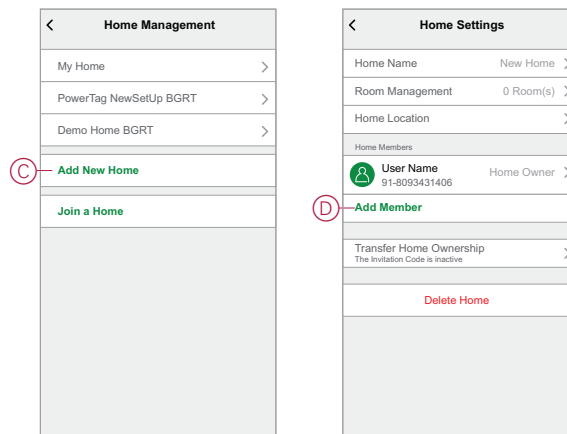 Home Management
My Home
PowerTag NewSetUp BGRT
Demo Home BGRT
C
Add New Home
Join a Home
Home Settings
Home Name New Home
Room Management 0 Room(s)
Home Location
Home Members
User Name
91-8093431406
Home Owner
D
Add Member
Transfer Home Ownership
The Invitation Code is inactive
Delete Home